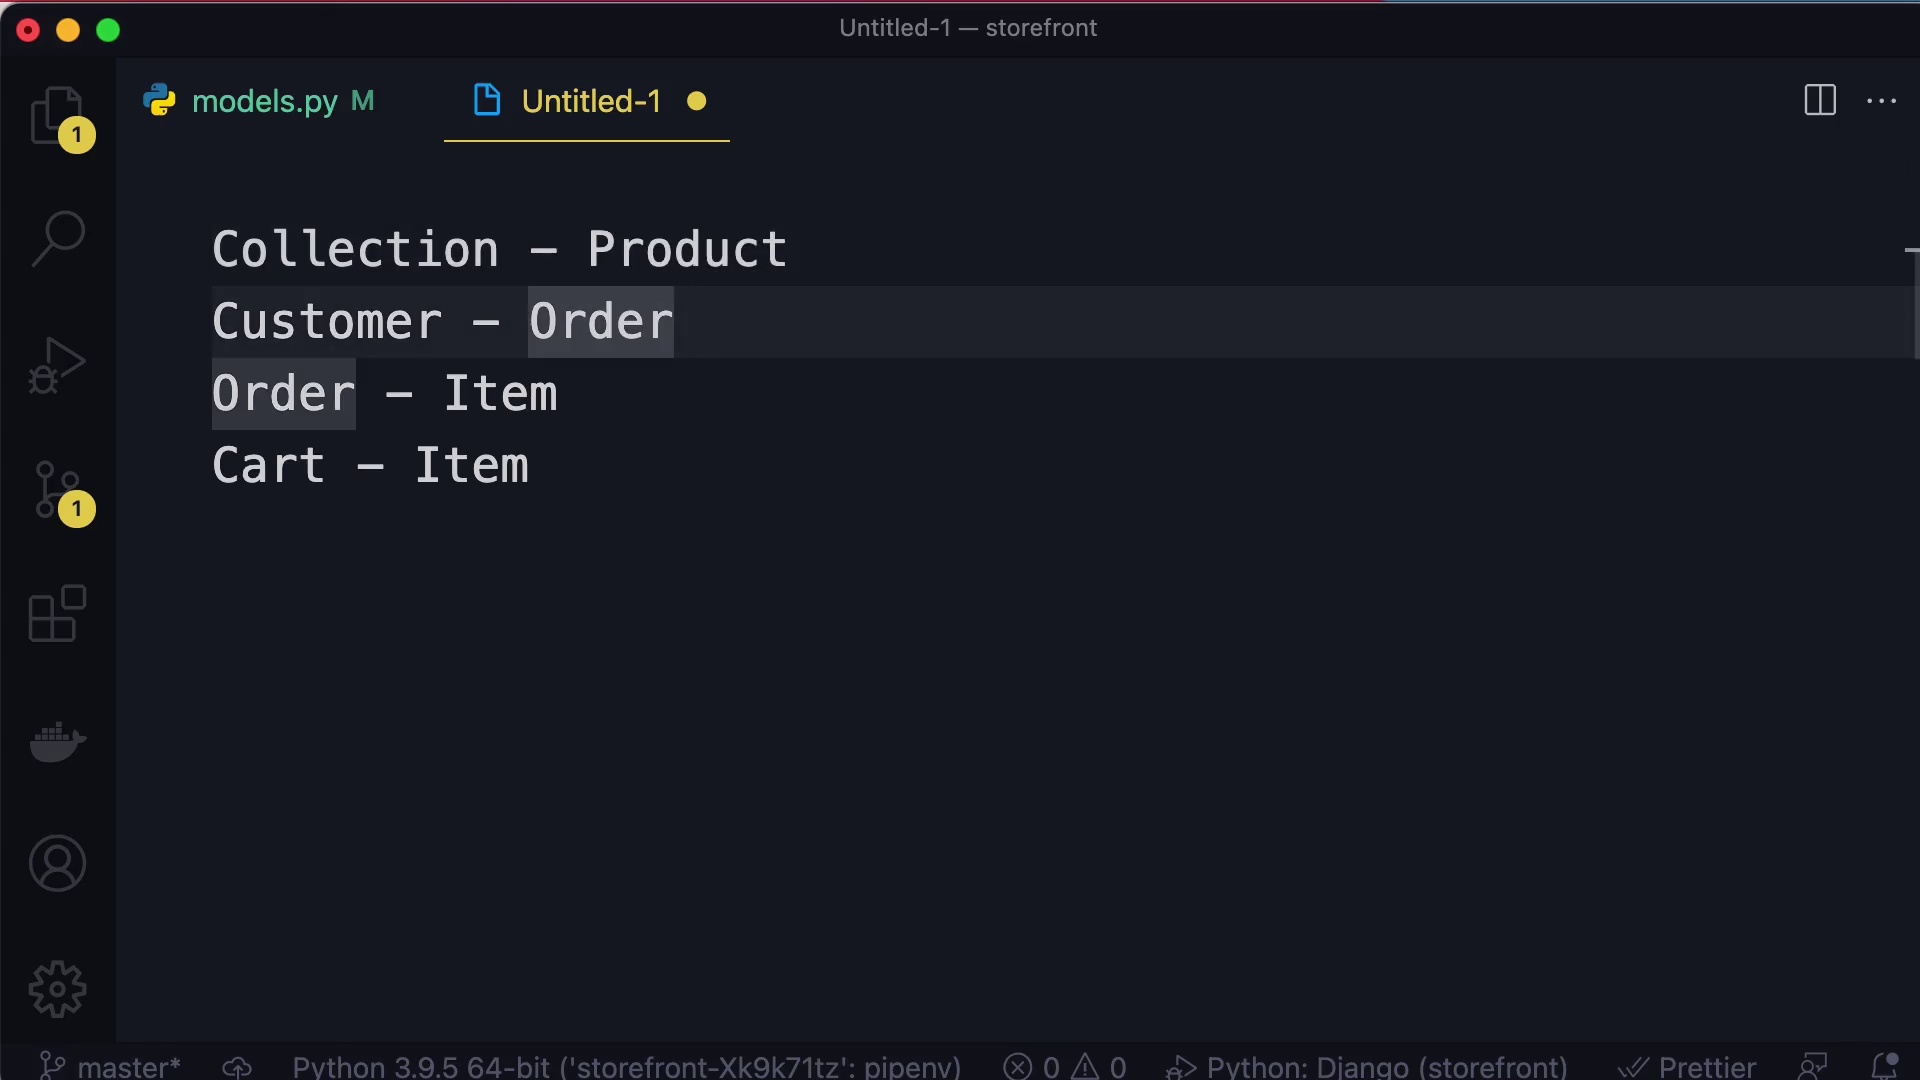 Untitled-1 — storefront
models.py M
Untitled-1
1
Collection - Product
Customer - Order
Order - Item
Cart - Item
1
master*
Python 3.9.5 64-bit ('storefront-Xk9k71tz': pipenv)
0
0
Python: Django (storefront)
Prettier